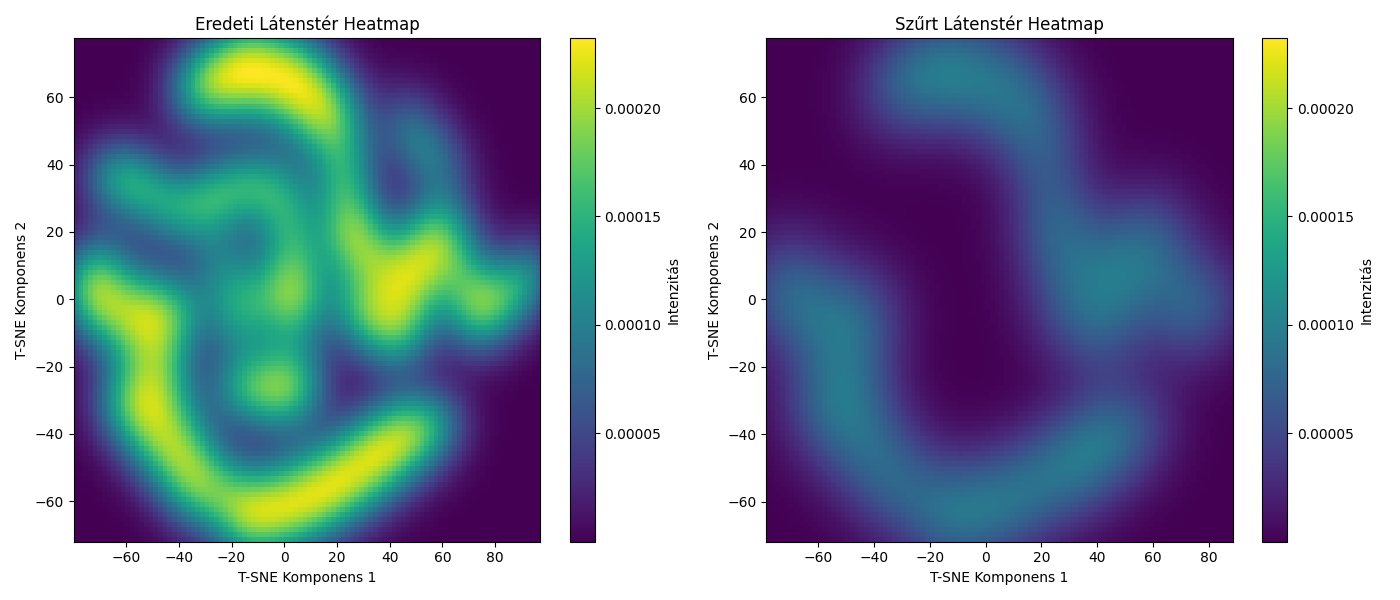 Eredeti Látenstér Heatmap
T-SNE Komponens 2
60
40
20
0
−20
−40
−60
−60 −40 −20 0 20 40 60 80
T-SNE Komponens 1
0.00020
0.00015
0.00010
0.00005
Intenzitás
Szűrt Látenstér Heatmap
T-SNE Komponens 2
60
40
20
0
−20
−40
−60
−60 −40 −20 0 20 40 60 80
T-SNE Komponens 1
0.00020
0.00015
0.00010
0.00005
Intenzitás